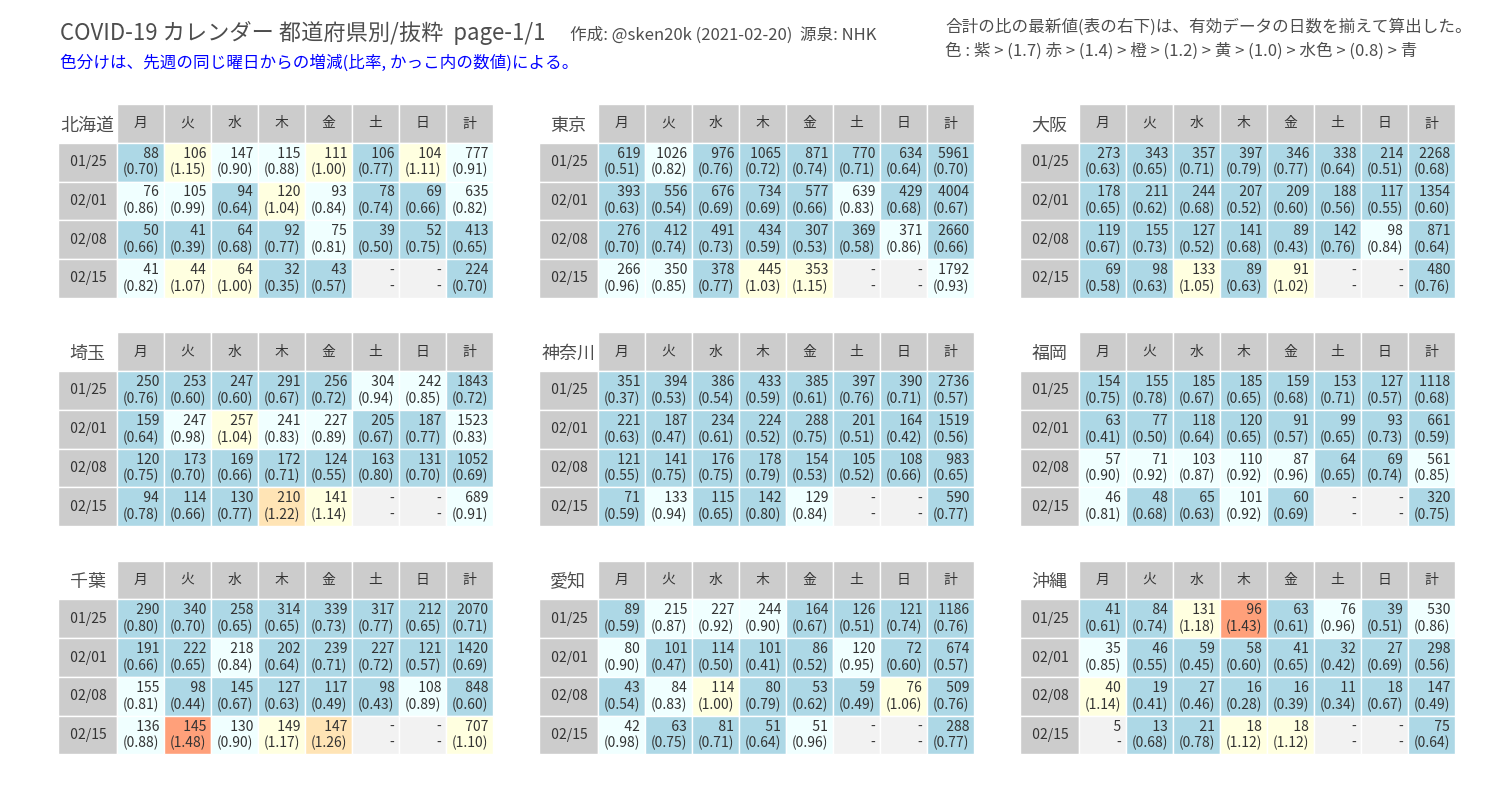 COVID-19 カレンダー 都道府県別/抜粋 page-1/1 作成: @sken20k (2021-02-20) 源泉: NHK
色分けは、先週の同じ曜日からの増減(比率, かっこ内の数値)による。
合計の比の最新値(表の右下)は、有効データの日数を揃えて算出した。
色 : 紫 > (1.7) 赤 > (1.4) > 橙 > (1.2) > 黄 > (1.0) > 水色 > (0.8) > 青
北海道 月 火 水 木 金 土 日 計
01/25 88 106 147 115 111 106 104 777
(0.70) (1.15) (0.90) (0.88) (1.00) (0.77) (1.11) (0.91)
02/01 76 105 94 120 93 78 69 635
(0.86) (0.99) (0.64) (1.04) (0.84) (0.74) (0.66) (0.82)
02/08 50 41 64 92 75 39 52 413
(0.66) (0.39) (0.68) (0.77) (0.81) (0.50) (0.75) (0.65)
02/15 41 44 64 32 43 - - 224
(0.82) (1.07) (1.00) (0.35) (0.57) - - (0.70)
東京 月 火 水 木 金 土 日 計
01/25 619 1026 976 1065 871 770 634 5961
(0.51) (0.82) (0.76) (0.72) (0.74) (0.71) (0.64) (0.70)
02/01 393 556 676 734 577 639 429 4004
(0.63) (0.54) (0.69) (0.69) (0.66) (0.83) (0.68) (0.67)
02/08 276 412 491 434 307 369 371 2660
(0.70) (0.74) (0.73) (0.59) (0.53) (0.58) (0.86) (0.66)
02/15 266 350 378 445 353 - - 1792
(0.96) (0.85) (0.77) (1.03) (1.15) - - (0.93)
大阪 月 火 水 木 金 土 日 計
01/25 273 343 357 397 346 338 214 2268
(0.63) (0.65) (0.71) (0.79) (0.77) (0.64) (0.51) (0.68)
02/01 178 211 244 207 209 188 117 1354
(0.65) (0.62) (0.68) (0.52) (0.60) (0.56) (0.55) (0.60)
02/08 119 155 127 141 89 142 98 871
(0.67) (0.73) (0.52) (0.68) (0.43) (0.76) (0.84) (0.64)
02/15 69 98 133 89 91 - - 480
(0.58) (0.63) (1.05) (0.63) (1.02) - - (0.76)
埼玉 月 火 水 木 金 土 日 計
01/25 250 253 247 291 256 304 242 1843
(0.76) (0.60) (0.60) (0.67) (0.72) (0.94) (0.85) (0.72)
02/01 159 247 257 241 227 205 187 1523
(0.64) (0.98) (1.04) (0.83) (0.89) (0.67) (0.77) (0.83)
02/08 120 173 169 172 124 163 131 1052
(0.75) (0.70) (0.66) (0.71) (0.55) (0.80) (0.70) (0.69)
02/15 94 114 130 210 141 - - 689
(0.78) (0.66) (0.77) (1.22) (1.14) - - (0.91)
神奈川 月 火 水 木 金 土 日 計
01/25 351 394 386 433 385 397 390 2736
(0.37) (0.53) (0.54) (0.59) (0.61) (0.76) (0.71) (0.57)
02/01 221 187 234 224 288 201 164 1519
(0.63) (0.47) (0.61) (0.52) (0.75) (0.51) (0.42) (0.56)
02/08 121 141 176 178 154 105 108 983
(0.55) (0.75) (0.75) (0.79) (0.53) (0.52) (0.66) (0.65)
02/15 71 133 115 142 129 - - 590
(0.59) (0.94) (0.65) (0.80) (0.84) - - (0.77)
福岡 月 火 水 木 金 土 日 計
01/25 154 155 185 185 159 153 127 1118
(0.75) (0.78) (0.67) (0.65) (0.68) (0.71) (0.57) (0.68)
02/01 63 77 118 120 91 99 93 661
(0.41) (0.50) (0.64) (0.65) (0.57) (0.65) (0.73) (0.59)
02/08 57 71 103 110 87 64 69 561
(0.90) (0.92) (0.87) (0.92) (0.96) (0.65) (0.74) (0.85)
02/15 46 48 65 101 60 - - 320
(0.81) (0.68) (0.63) (0.92) (0.69) - - (0.75)
千葉 月 火 水 木 金 土 日 計
01/25 290 340 258 314 339 317 212 2070
(0.80) (0.70) (0.65) (0.65) (0.73) (0.77) (0.65) (0.71)
02/01 191 222 218 202 239 227 121 1420
(0.66) (0.65) (0.84) (0.64) (0.71) (0.72) (0.57) (0.69)
02/08 155 98 145 127 117 98 108 848
(0.81) (0.44) (0.67) (0.63) (0.49) (0.43) (0.89) (0.60)
02/15 136 145 130 149 147 - - 707
(0.88) (1.48) (0.90) (1.17) (1.26) - - (1.10)
愛知 月 火 水 木 金 土 日 計
01/25 89 215 227 244 164 126 121 1186
(0.59) (0.87) (0.92) (0.90) (0.67) (0.51) (0.74) (0.76)
02/01 80 101 114 101 86 120 72 674
(0.90) (0.47) (0.50) (0.41) (0.52) (0.95) (0.60) (0.57)
02/08 43 84 114 80 53 59 76 509
(0.54) (0.83) (1.00) (0.79) (0.62) (0.49) (1.06) (0.76)
02/15 42 63 81 51 51 - - 288
(0.98) (0.75) (0.71) (0.64) (0.96) - - (0.77)
沖縄 月 火 水 木 金 土 日 計
01/25 41 84 131 96 63 76 39 530
(0.61) (0.74) (1.18) (1.43) (0.61) (0.96) (0.51) (0.86)
02/01 35 46 59 58 41 32 27 298
(0.85) (0.55) (0.45) (0.60) (0.65) (0.42) (0.69) (0.56)
02/08 40 19 27 16 16 11 18 147
(1.14) (0.41) (0.46) (0.28) (0.39) (0.34) (0.67) (0.49)
02/15 5 13 21 18 18 - - 75
- (0.68) (0.78) (1.12) (1.12) - - (0.64)